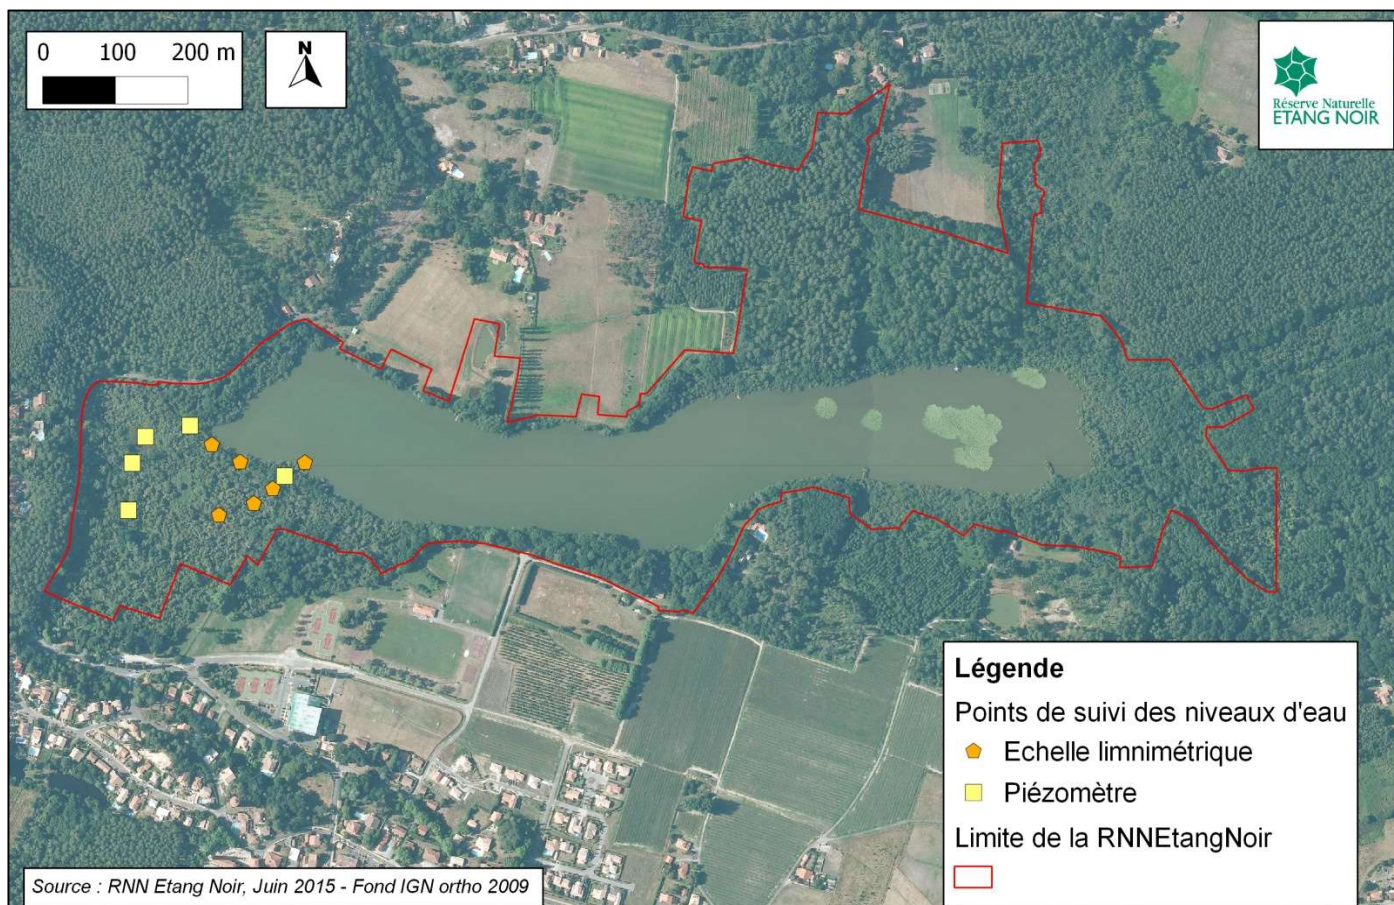 0 100 200 m
N
Réserve Naturelle
ETANG NOIR
Légende
Points de suivi des niveaux d'eau
Echelle limnimétrique
Piézomètre
Limite de la RNNEtangNoir
Source : RNN Etang Noir, Juin 2015 - Fond IGN ortho 2009